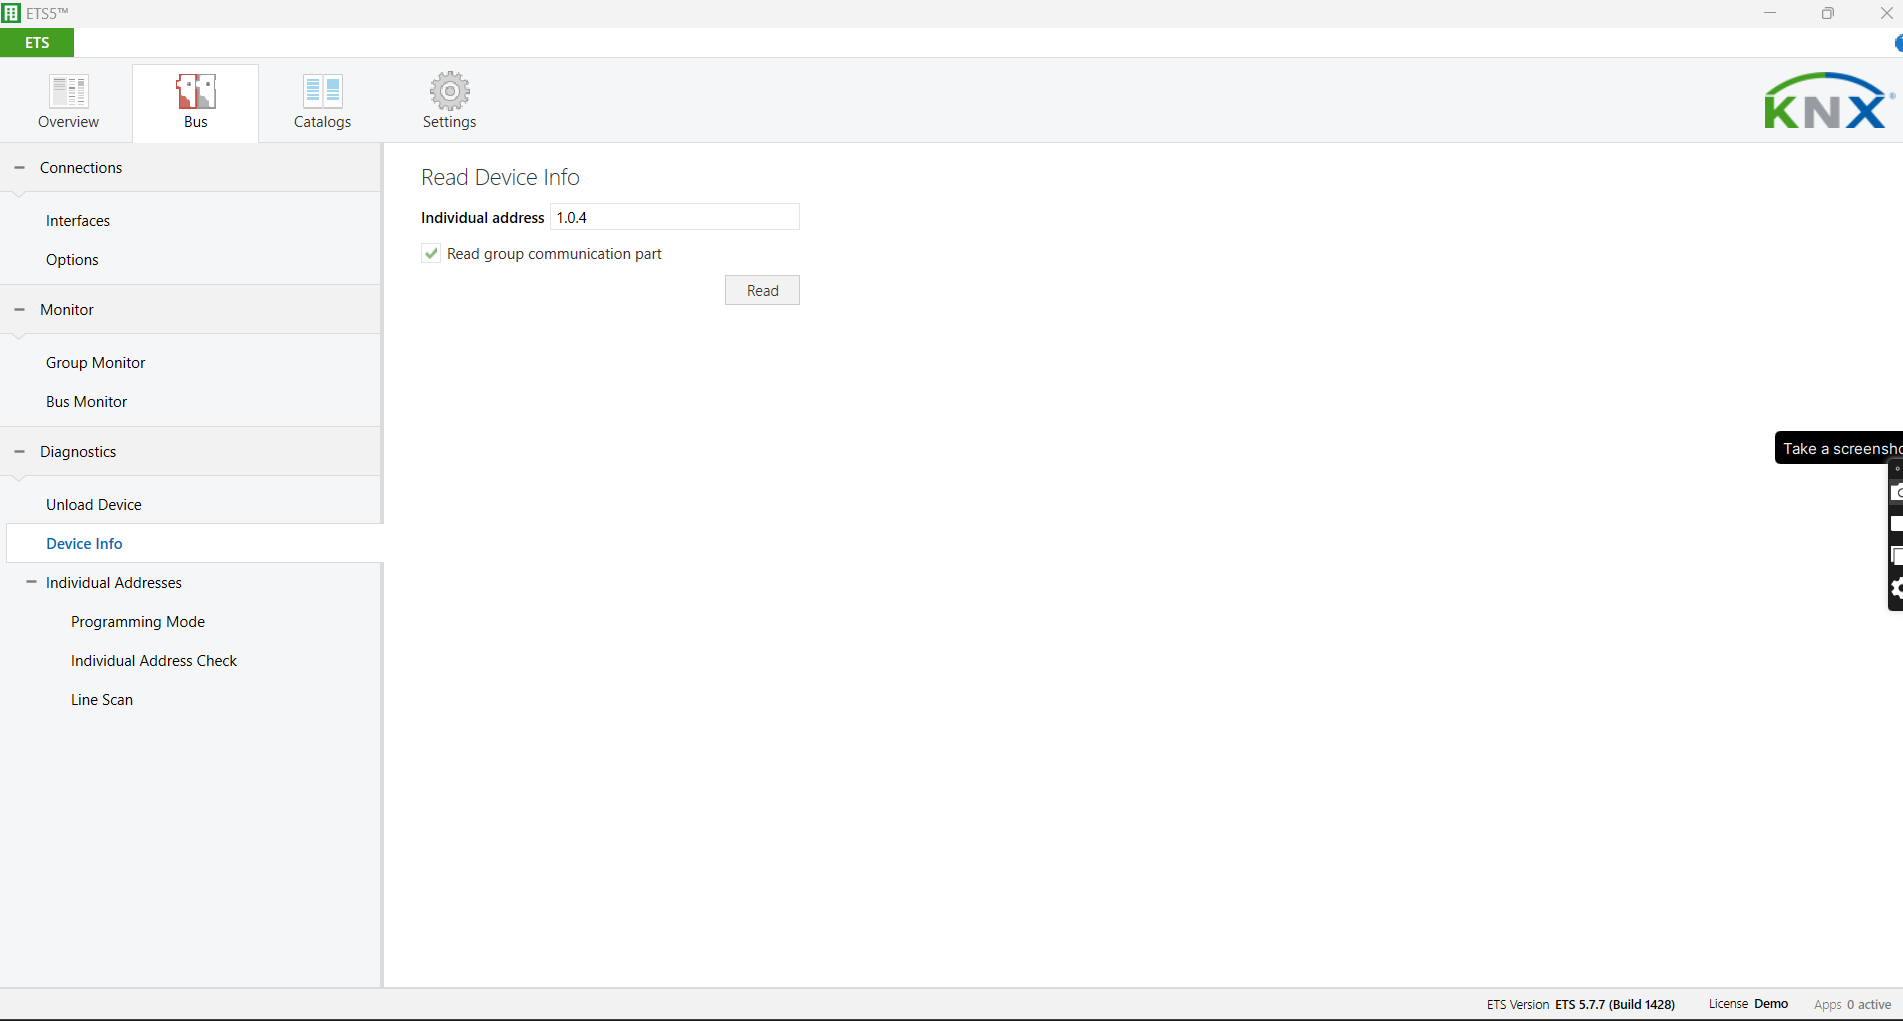 ETS5™
ETS
Overview
Bus
Catalogs
Settings
KNX®
Connections
Interfaces
Options
Monitor
Group Monitor
Bus Monitor
Diagnostics
Unload Device
Device Info
Individual Addresses
Programming Mode
Individual Address Check
Line Scan
Read Device Info
Individual address 1.0.4
Read group communication part
Read
Take a screensho
ETS Version ETS 5.7.7 (Build 1428) License Demo Apps 0 active